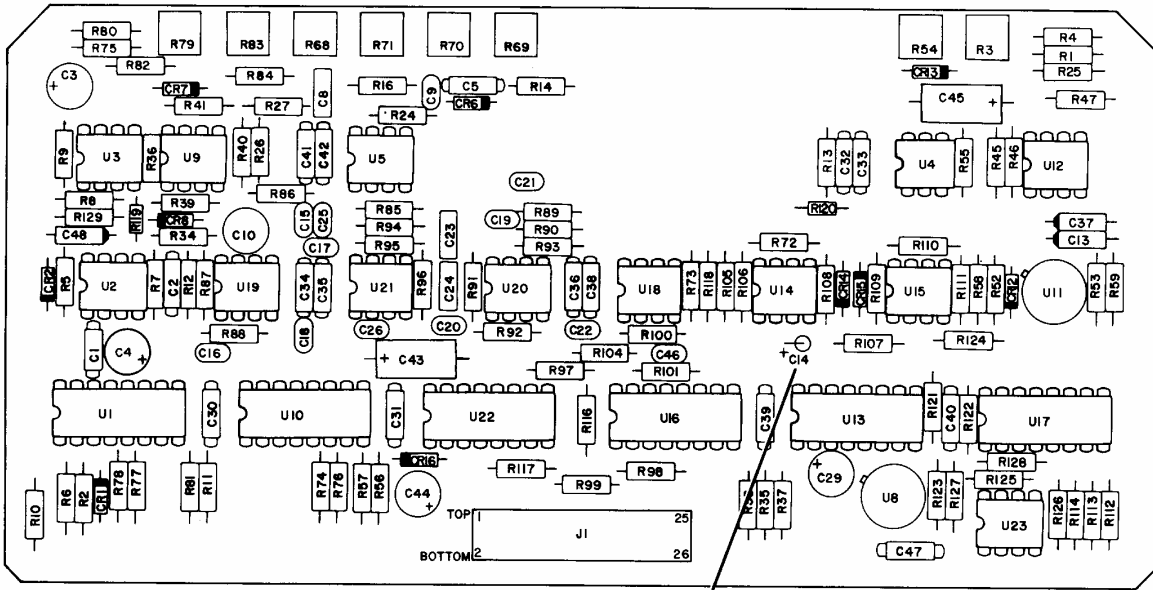 R80
R75
R79 R83 R68 R71 R70 R69 R54 R3
R4
R1
R25
R82 R84 CR13
C3 CR7 R16 C9 C5 R14 C8 CR6 C45 R47
R41 R27 R24
R9 U3 R36 U9 R40 R26 C41 C42 U5 R13 C32 C33 U4 R55 R45 R46 U12
R86 C21
R8 R39 R85 R89 R120
R129 R119 CR8 C10 C15 C25 R94 C23 C19 R90 C37
C48 R34 C17 R95 R93 R72 R110 C13
CR2 R5 U2 R7 C2 R12 R87 U19 C34 C35 U21 R96 C24 R91 U20 C36 C38 U18 R73 R118 R105 R106 U14 R108 CR14 CR15 R109 U15 R111 R58 R52 CR12 U11 R53 R59
C1 C4 R88 C18 C26 C20 R92 C22 R100 R107 R124
C16 C43 R104 C46 C14
R97 R101
U1 C30 U10 C31 U22 R116 U16 C39 U13 R121 C40 R122 U17
CR16 R117 R98 R128
R10 R6 R2 CR1 R78 R77 R81 R11 R74 R76 R57 R56 C44 R99 R35 R37 C29 U8 R123 R127 R125 U23 R126 R114 R113 R112
TOP 1 25
J1
BOTTOM 2 26
C47